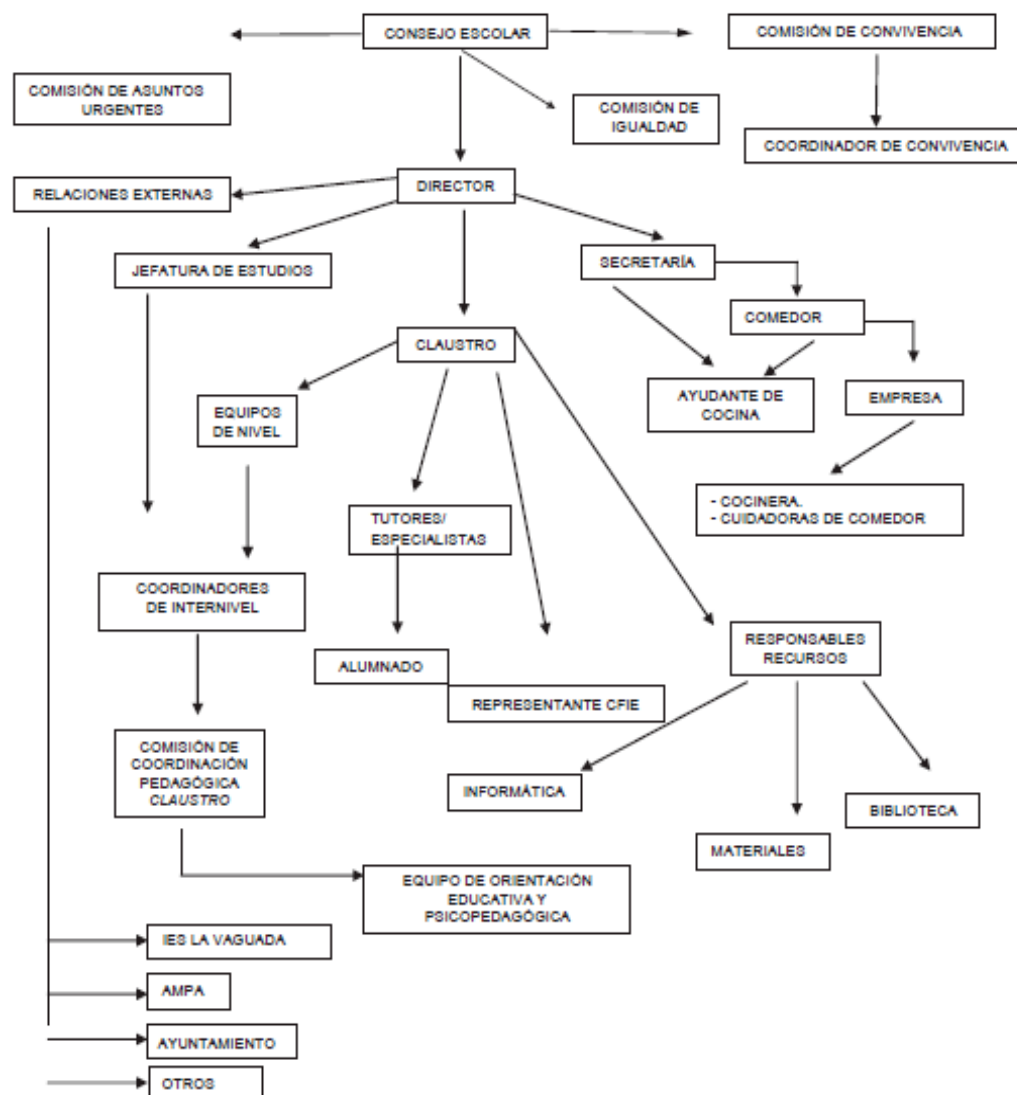 CONSEJO ESCOLAR
COMISIÓN DE CONVIVENCIA
COMISIÓN DE ASUNTOS
URGENTES
COMISIÓN DE
IGUALDAD
COORDINADOR DE CONVIVENCIA
RELACIONES EXTERNAS
DIRECTOR
JEFATURA DE ESTUDIOS
SECRETARÍA
COMEDOR
CLAUSTRO
AYUDANTE DE
COCINA
EMPRESA
EQUIPOS
DE NIVEL
- COCINERA.
- CUIDADORAS DE COMEDOR
TUTORES/
ESPECIALISTAS
COORDINADORES
DE INTERNIVEL
RESPONSABLES
RECURSOS
ALUMNADO
REPRESENTANTE CFIE
COMISIÓN DE
COORDINACIÓN
PEDAGÓGICA
CLAUSTRO
INFORMÁTICA
BIBLIOTECA
MATERIALES
EQUIPO DE ORIENTACIÓN
EDUCATIVA Y
PSICOPEDAGÓGICA
IES LA VAGUADA
AMPA
AYUNTAMIENTO
OTROS